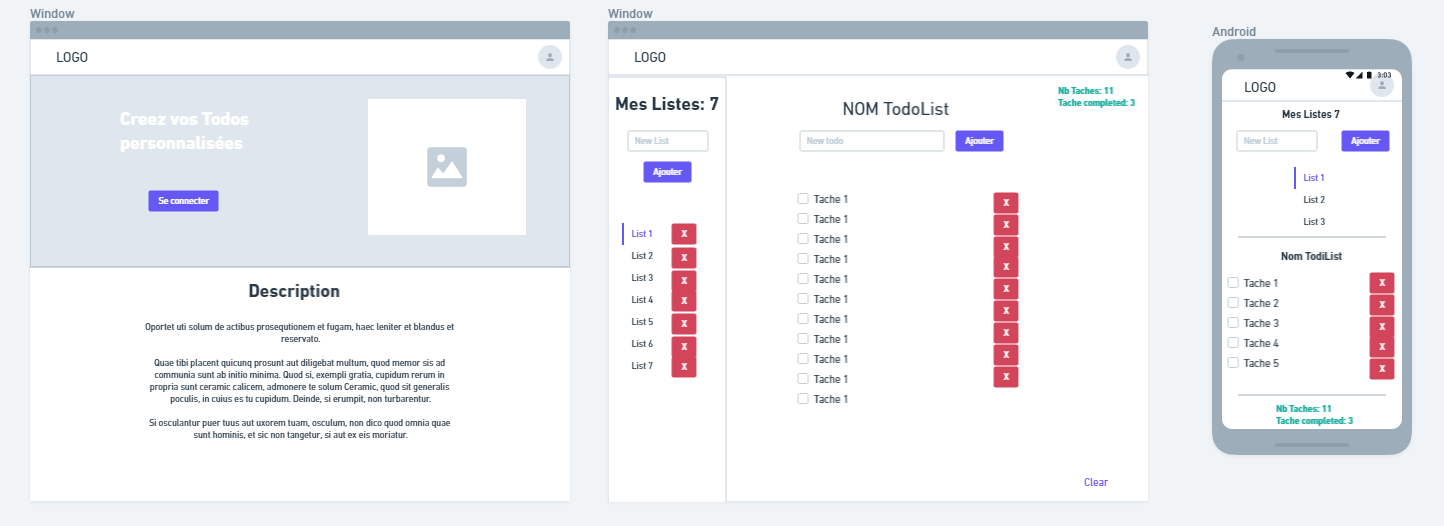 Window
LOGO
Creez vos Todos
personnalisées
Se connecter
Description
Oportet uti solum de actibus prosequtionem et fugam, haec leniter et blandus et
reservato.
Quae tibi placent quicunq prosunt aut diligebat multum, quod memor sis ad
communia sunt ab initio minima. Quod si, exempli gratia, cupidum rerum in
propria sunt ceramic calicem, admonere te solum Ceramic, quod sit generalis
poculis, in cuius es tu cupidum. Deinde, si erumpit, non turbarentur.
Si osculantur puer tuus aut uxorem tuam, osculum, non dico quod omnia quae
sunt hominis, et sic non tangetur, si aut ex eis moriatur.
Window
LOGO
Mes Listes: 7
New List
Ajouter
List 1 X
List 2 X
List 3 X
List 4 X
List 5 X
List 6 X
List 7 X
Nb Taches: 11
Tache completed: 3
NOM TodoList
New todo Ajouter
Tache 1 X
Tache 1 X
Tache 1 X
Tache 1 X
Tache 1 X
Tache 1 X
Tache 1 X
Tache 1 X
Tache 1 X
Tache 1
Tache 1
Clear
Android
3:03
LOGO
Mes Listes 7
New List Ajouter
List 1
List 2
List 3
Nom TodiList
Tache 1 X
Tache 2 X
Tache 3 X
Tache 4 X
Tache 5 X
Nb Taches: 11
Tache completed: 3